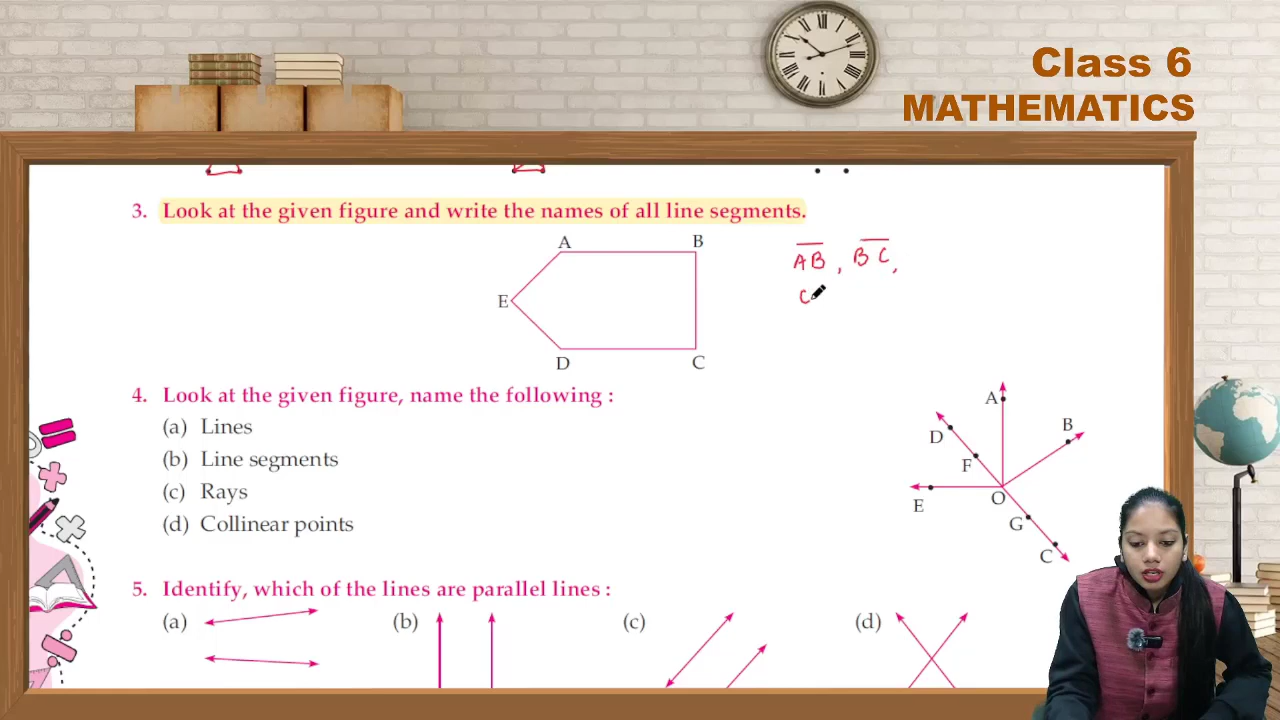 Class 6
MATHEMATICS
3. Look at the given figure and write the names of all line segments.
A B
E
D C
AB, BC,
C
4. Look at the given figure, name the following :
(a) Lines
(b) Line segments
(c) Rays
(d) Collinear points
A
B
D
F
E
O
G
C
5. Identify, which of the lines are parallel lines :
(a) (b) (c) (d)